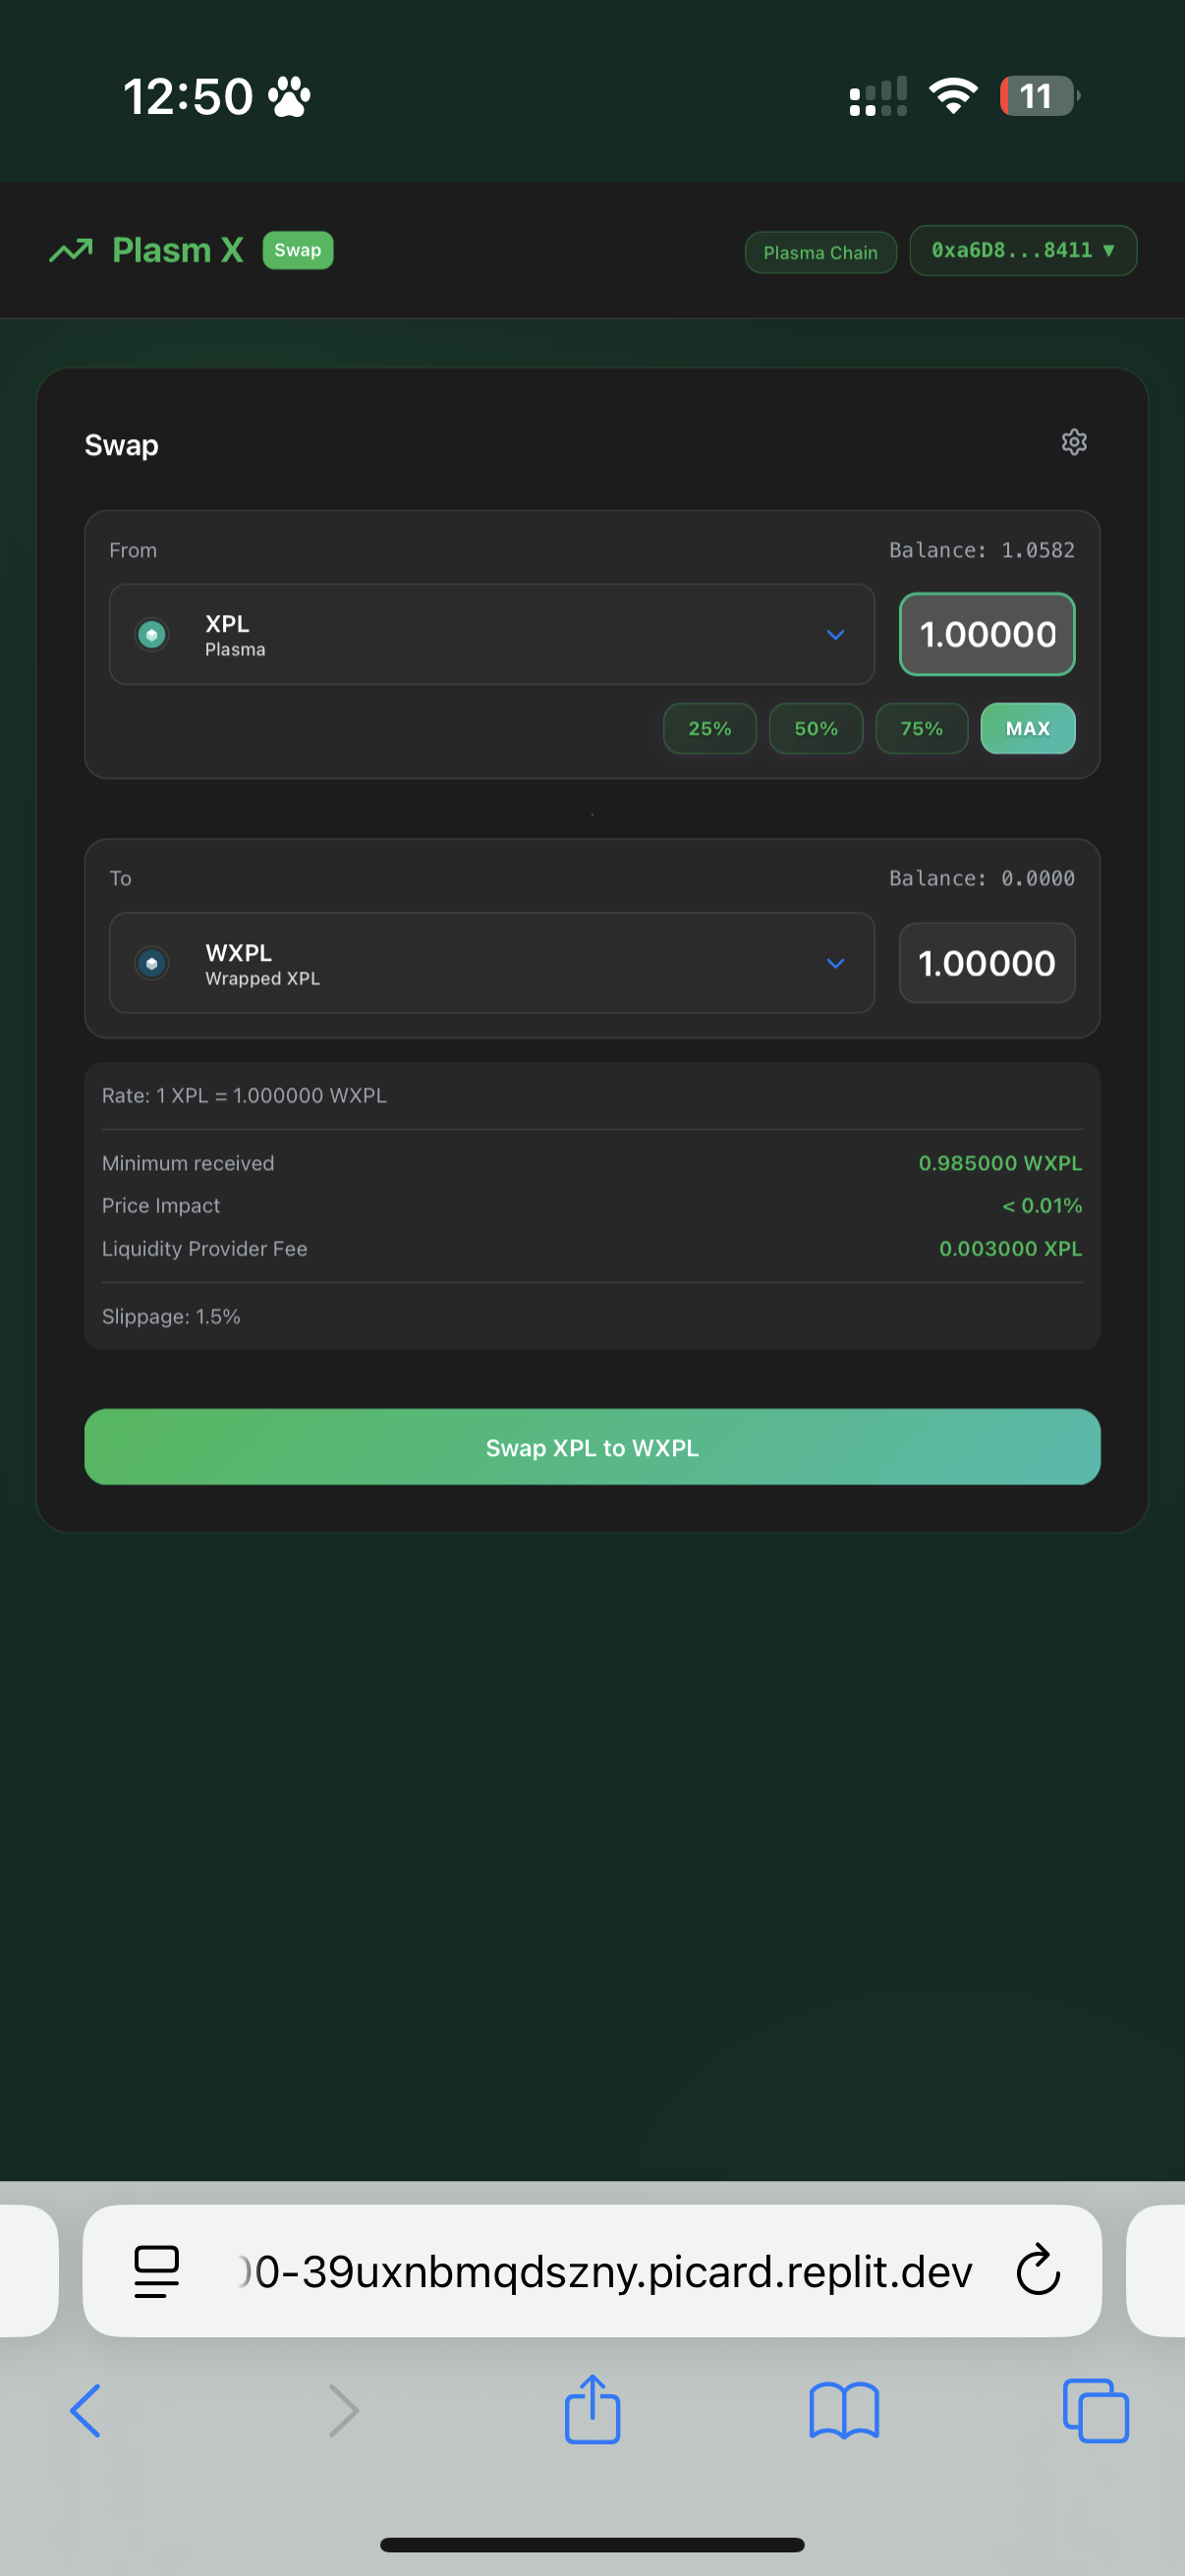 12:50
11
Plasm X
Swap
Plasma Chain
0xa6D8...8411 ▼
Swap
From
Balance: 1.0582
XPL
Plasma
1.00000
25%
50%
75%
MAX
To
Balance: 0.0000
WXPL
Wrapped XPL
1.00000
Rate: 1 XPL = 1.000000 WXPL
Minimum received
0.985000 WXPL
Price Impact
< 0.01%
Liquidity Provider Fee
0.003000 XPL
Slippage: 1.5%
Swap XPL to WXPL
0-39uxnbmqdszny.picard.replit.dev